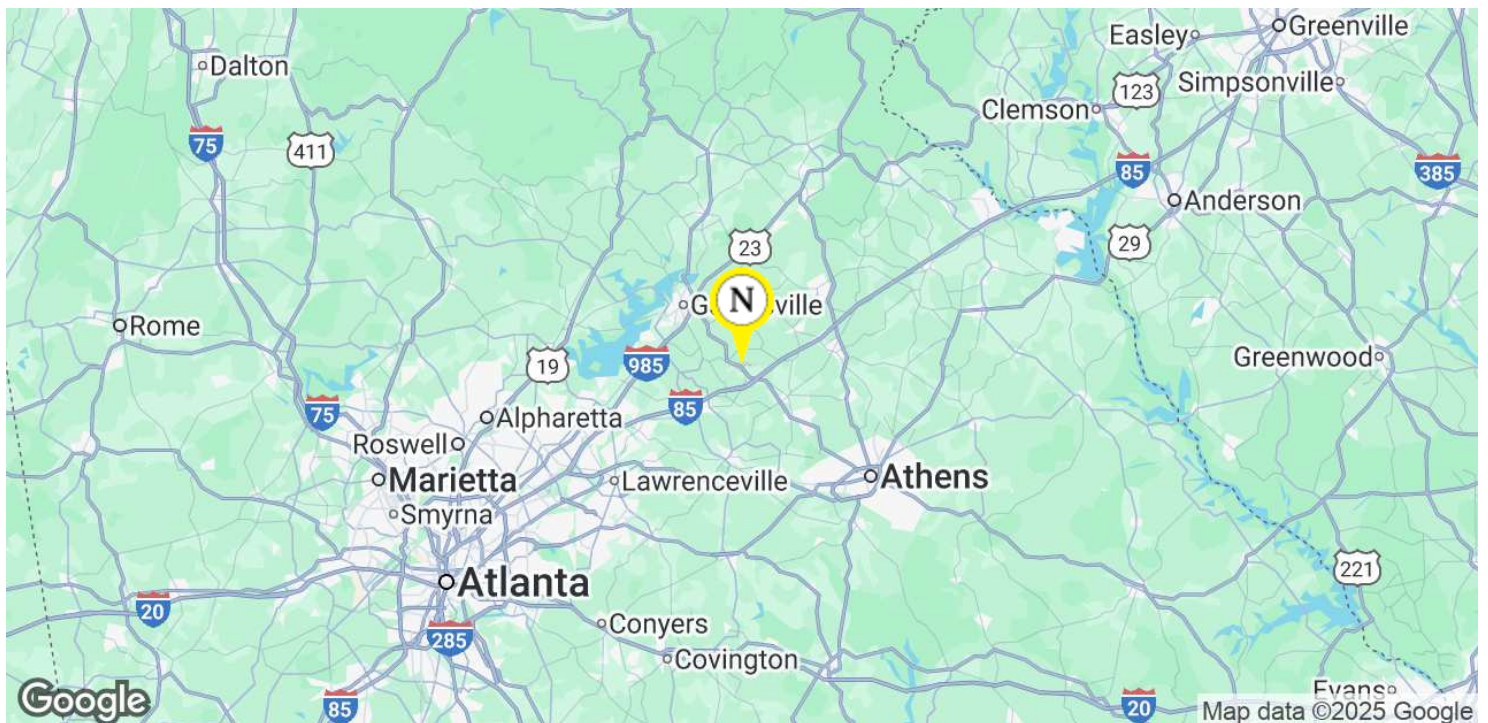 Dalton
Easley
Greenville
Simpsonville
123
Clemson
75
411
85
385
Anderson
23
29
N
Rome
985
Greenwood
19
75
85
Alpharetta
Roswell
Marietta
Lawrenceville
Athens
Smyrna
221
Atlanta
20
285
Conyers
Covington
Evans
Google
85
20
Map data ©2025 Google